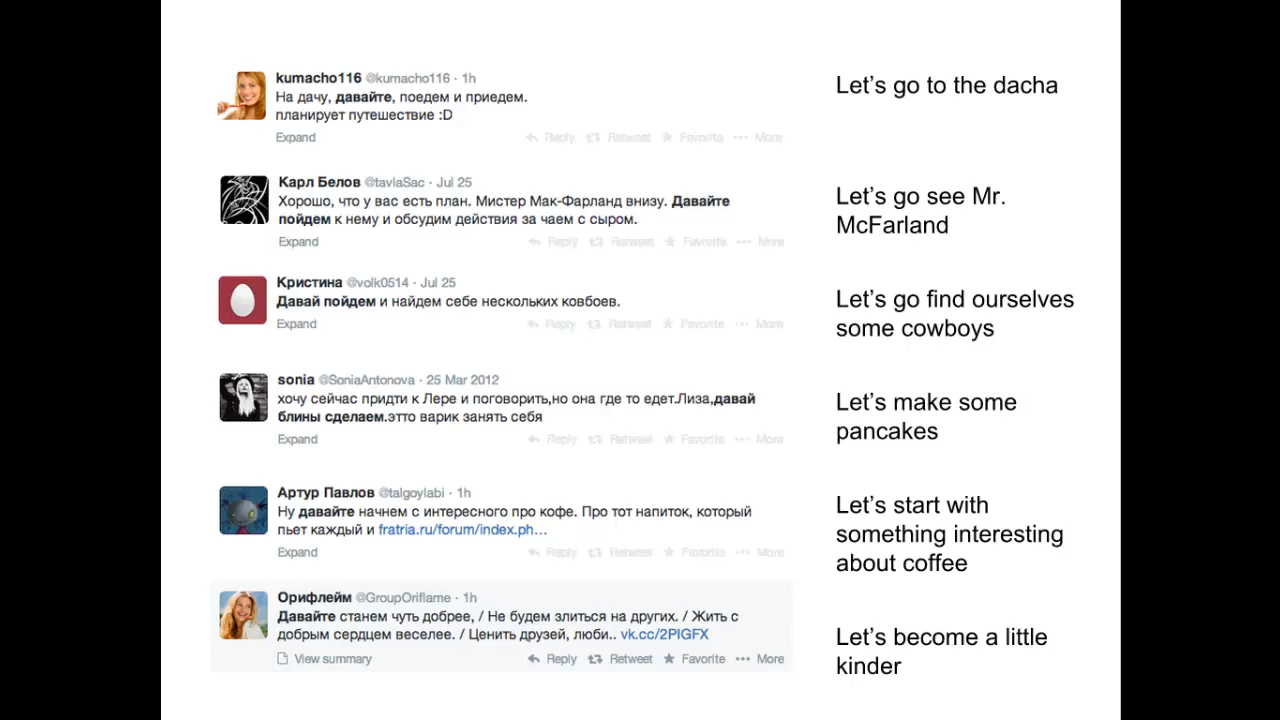 kumacho116 @kumacho116 · 1h
На дачу, давайте, поедем и приедем.
планирует путешествие :D
Expand Reply Retweet Favorite More
Let's go to the dacha
Карл Белов @tavlaSac · Jul 25
Хорошо, что у вас есть план. Мистер Мак-Фарланд внизу. Давайте
пойдем к нему и обсудим действия за чаем с сыром.
Expand Reply Retweet Favorite More
Let's go see Mr.
McFarland
Кристина @volk0514 · Jul 25
Давай пойдем и найдем себе нескольких ковбоев.
Expand Reply Retweet Favorite More
Let's go find ourselves
some cowboys
sonia @SoniaAntonova · 25 Mar 2012
хочу сейчас придти к Лере и поговорить,но она где то едет.Лиза,давай
блины сделаем.этто варик занять себя
Expand Reply Retweet Favorite More
Let's make some
pancakes
Артур Павлов @talgoylabi · 1h
Ну давайте начнем с интересного про кофе. Про тот напиток, который
пьет каждый и fratria.ru/forum/index.ph...
Expand Reply Retweet Favorite More
Let's start with
something interesting
about coffee
Орифлейм @GroupOriflame · 1h
Давайте станем чуть добрее, / Не будем злиться на других. / Жить с
добрым сердцем веселее. / Ценить друзей, люби.. vk.cc/2PIGFX
View summary Reply Retweet Favorite More
Let's become a little
kinder